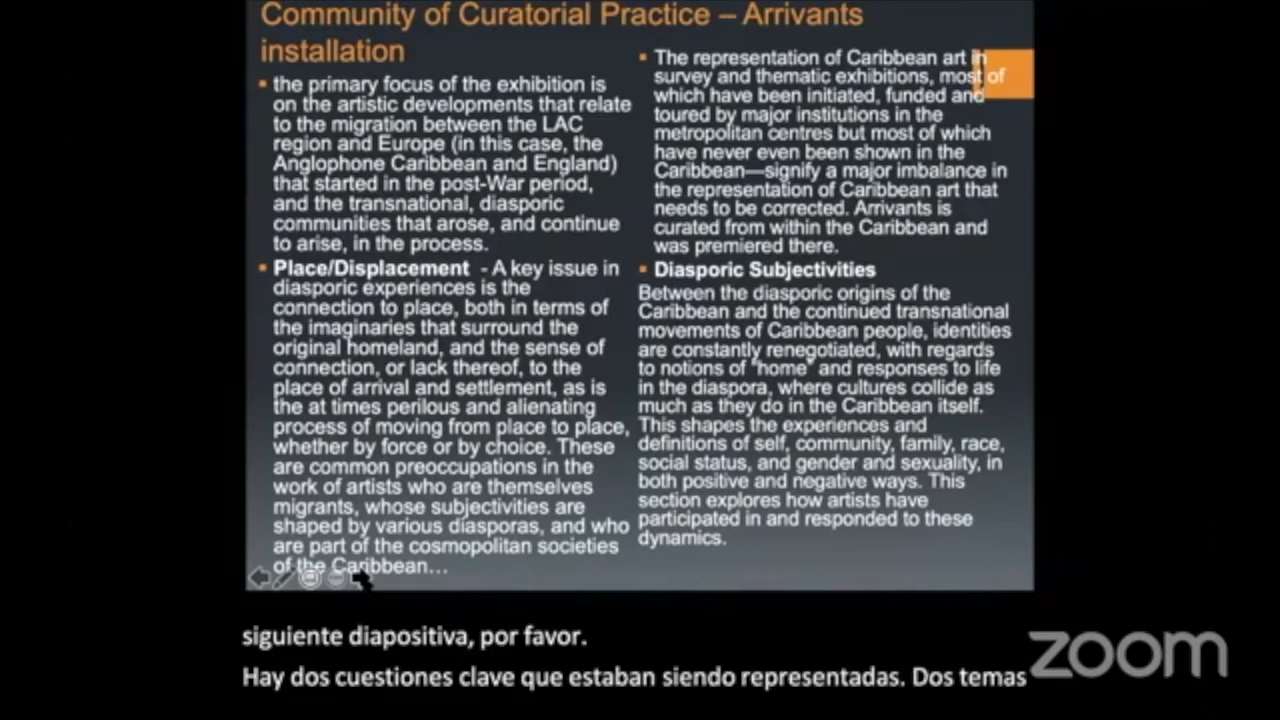 Community of Curatorial Practice – Arrivants
installation
▪ the primary focus of the exhibition is
on the artistic developments that relate
to the migration between the LAC
region and Europe (in this case, the
Anglophone Caribbean and England)
that started in the post-War period,
and the transnational, diasporic
communities that arose, and continue
to arise, in the process.
▪ Place/Displacement - A key issue in
diasporic experiences is the
connection to place, both in terms of
the imaginaries that surround the
original homeland, and the sense of
connection, or lack thereof, to the
place of arrival and settlement, as is
the at times perilous and alienating
process of moving from place to place,
whether by force or by choice. These
are common preoccupations in the
work of artists who are themselves
migrants, whose subjectivities are
shaped by various diasporas, and who
are part of the cosmopolitan societies
of the Caribbean…
▪ The representation of Caribbean art in
survey and thematic exhibitions, most of
which have been initiated, funded and
toured by major institutions in the
metropolitan centres but most of which
have never even been shown in the
Caribbean—signify a major imbalance in
the representation of Caribbean art that
needs to be corrected. Arrivants is
curated from within the Caribbean and
was premiered there.
▪ Diasporic Subjectivities
Between the diasporic origins of the
Caribbean and the continued transnational
movements of Caribbean people, identities
are constantly renegotiated, with regards
to notions of "home" and responses to life
in the diaspora, where cultures collide as
much as they do in the Caribbean itself.
This shapes the experiences and
definitions of self, community, family, race,
social status, and gender and sexuality, in
both positive and negative ways. This
section explores how artists have
participated in and responded to these
dynamics.
siguiente diapositiva, por favor.
Hay dos cuestiones clave que estaban siendo representadas. Dos temas
zoom